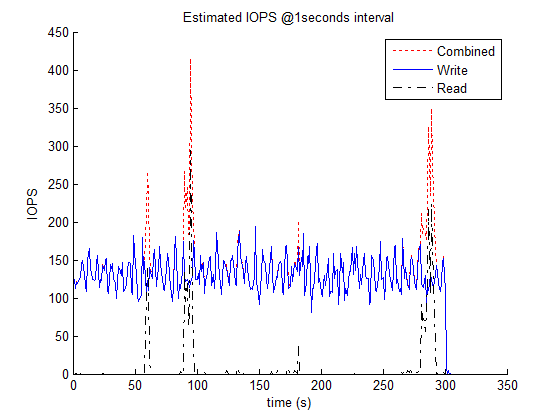 Estimated IOPS @1seconds interval
450
400
350
300
250
200
150
100
50
0
IOPS
Combined
Write
Read
0 50 100 150 200 250 300 350
time (s)